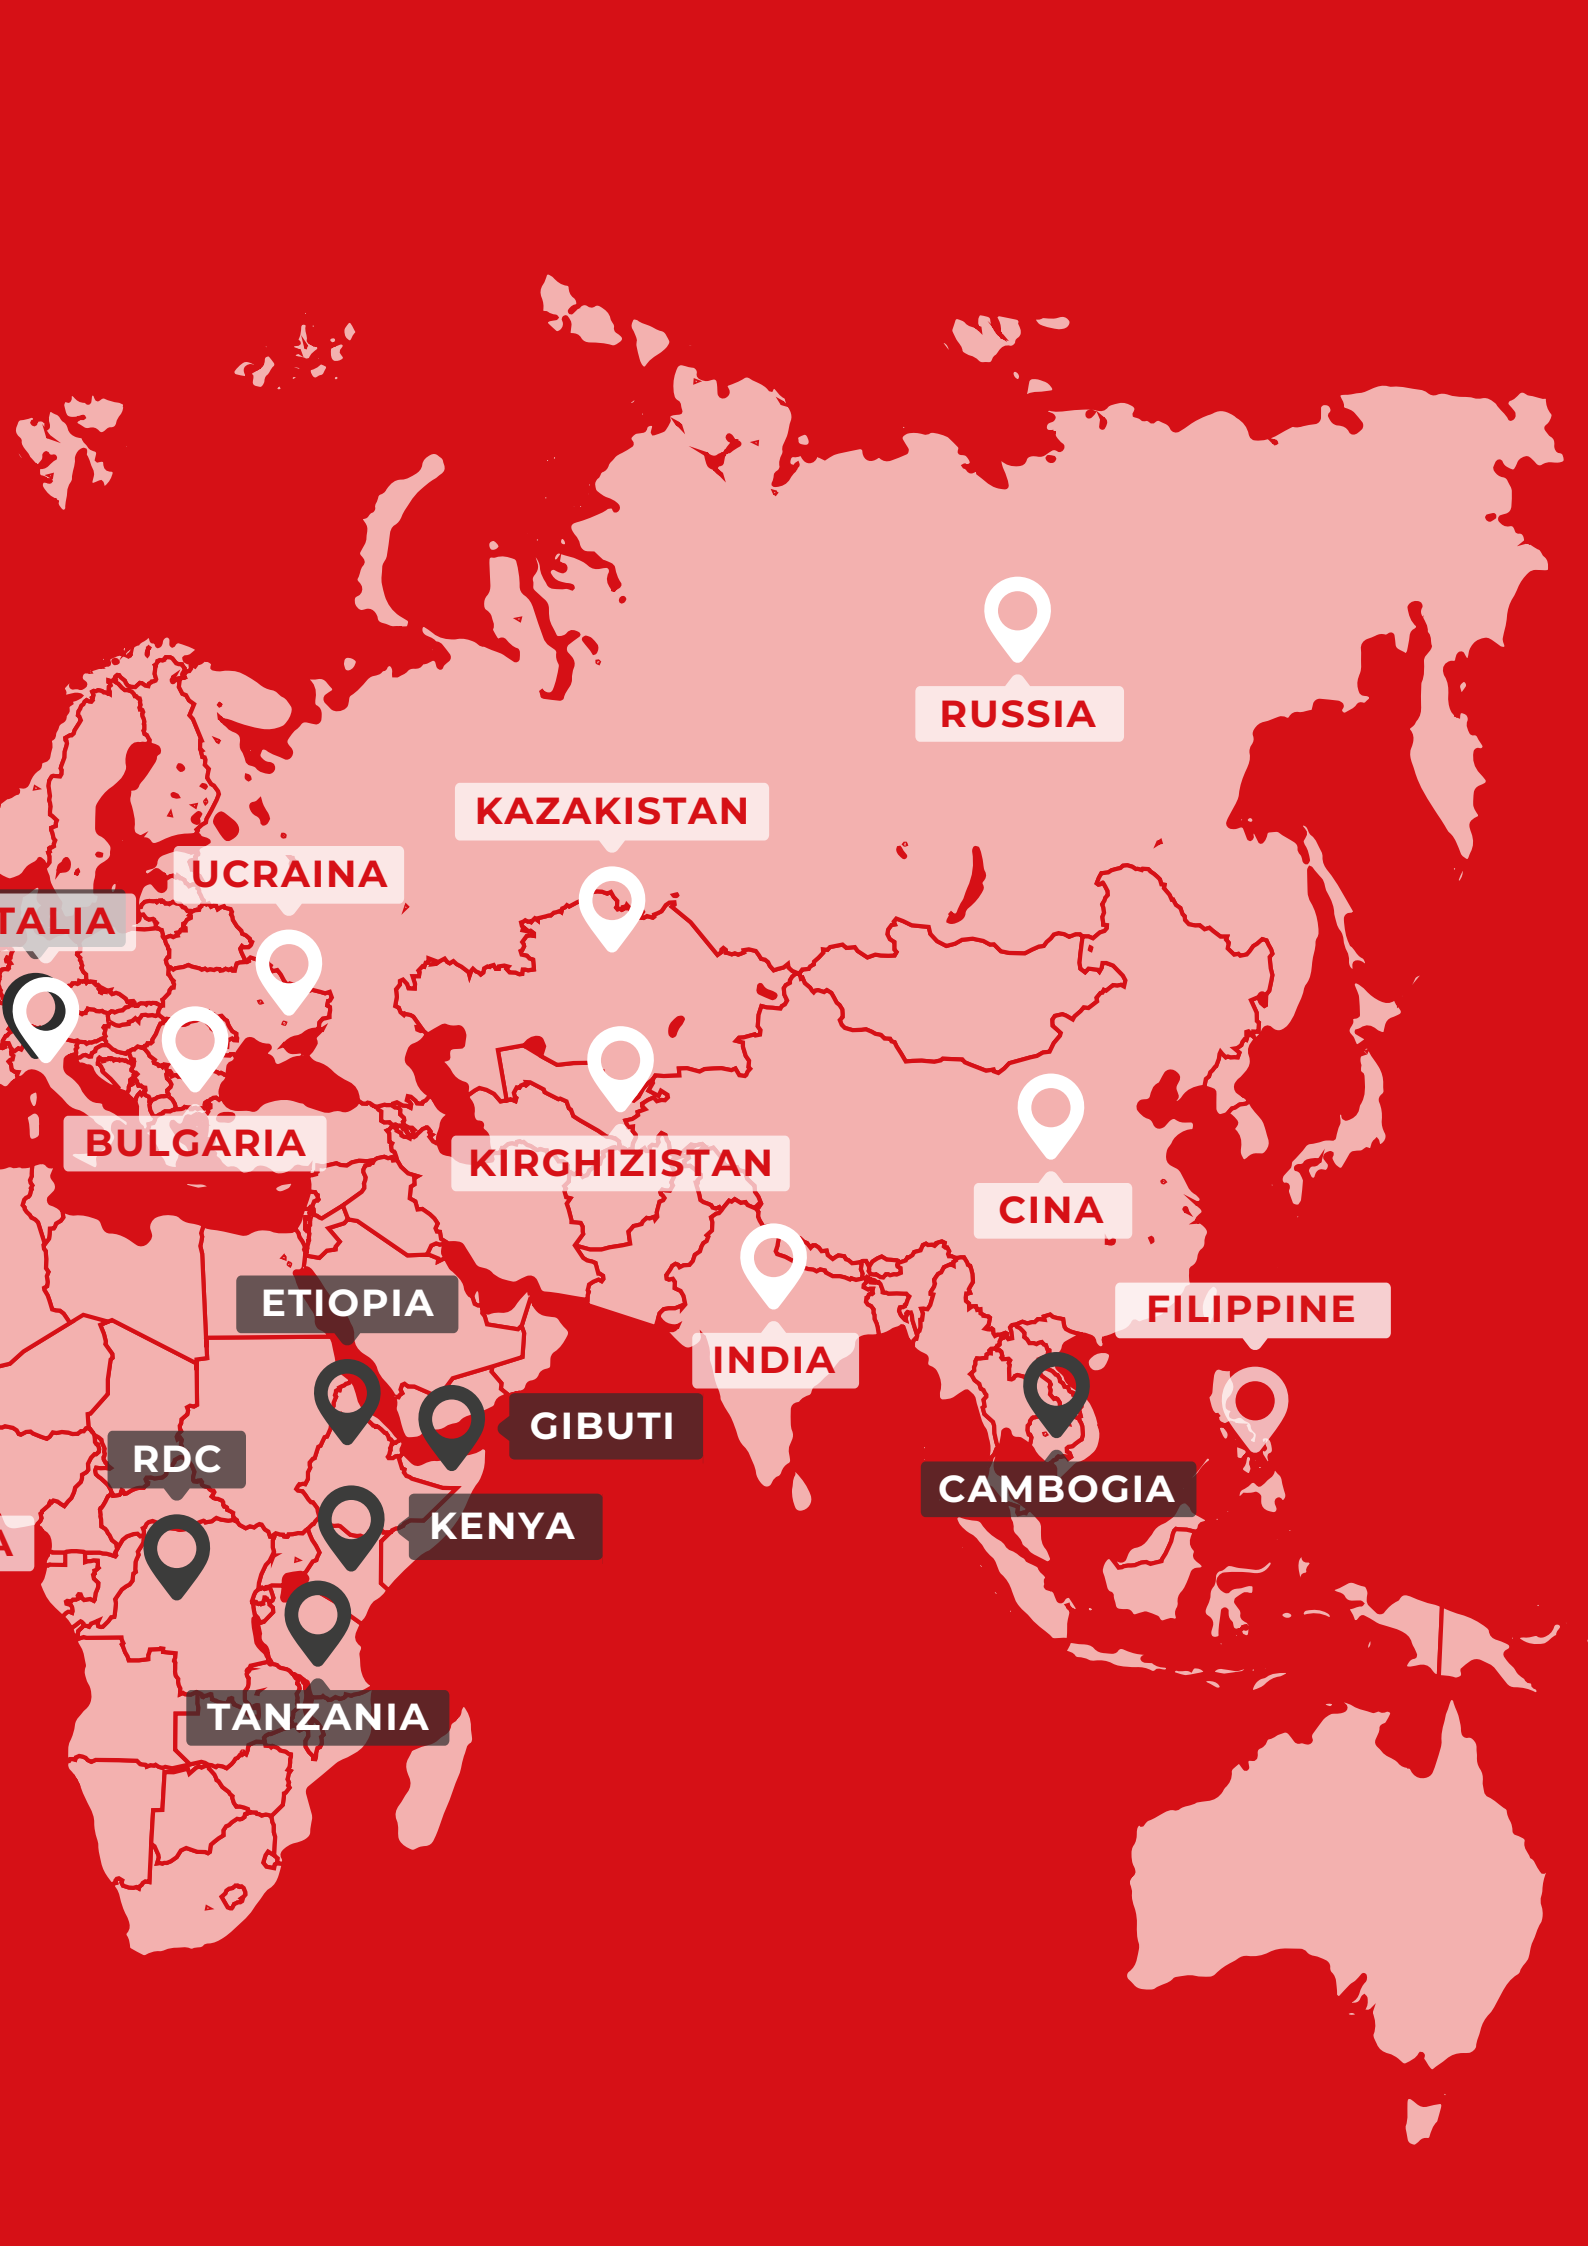 RUSSIA
KAZAKISTAN
UCRAINA
TALIA
BULGARIA
KIRGHIZISTAN
CINA
ETIOPIA
FILIPPINE
INDIA
GIBUTI
RDC
CAMBOGIA
KENYA
A
TANZANIA